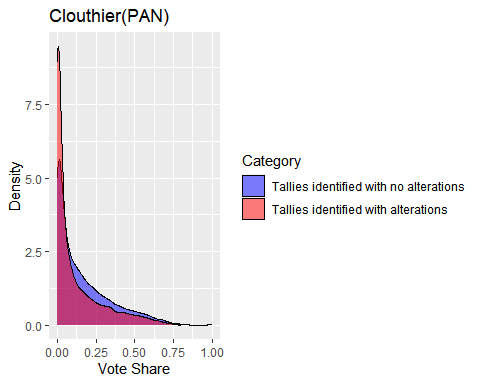 Clouthier(PAN)
7.5
5.0
2.5
0.0
Density
0.00 0.25 0.50 0.75 1.00
Vote Share
Category
Tallies identified with no alterations
Tallies identified with alterations